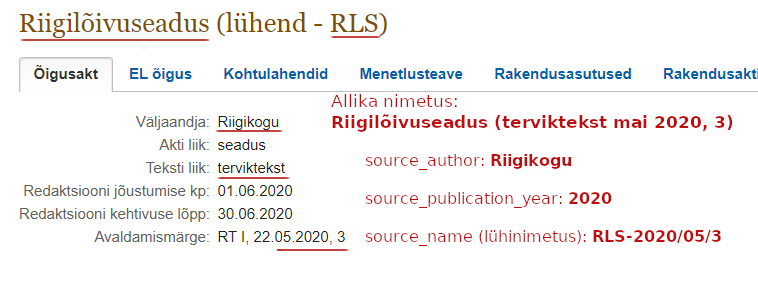 Riigilõivuseadus (lühend - RLS)
Õigusakt EL õigus Kohtulahendid Menetlusteave Rakendusasutused Rakendusakti
Allika nimetus:
Väljaandja: Riigikogu
Riigilõivuseadus (terviktekst mai 2020, 3)
Akti liik: seadus
source_author: Riigikogu
Teksti liik: terviktekst
Redaktsiooni jõustumise kp: 01.06.2020
source_publication_year: 2020
Redaktsiooni kehtivuse lõpp: 30.06.2020
Avaldamismärge: RT I, 22.05.2020, 3
source_name (lühinimetus): RLS-2020/05/3